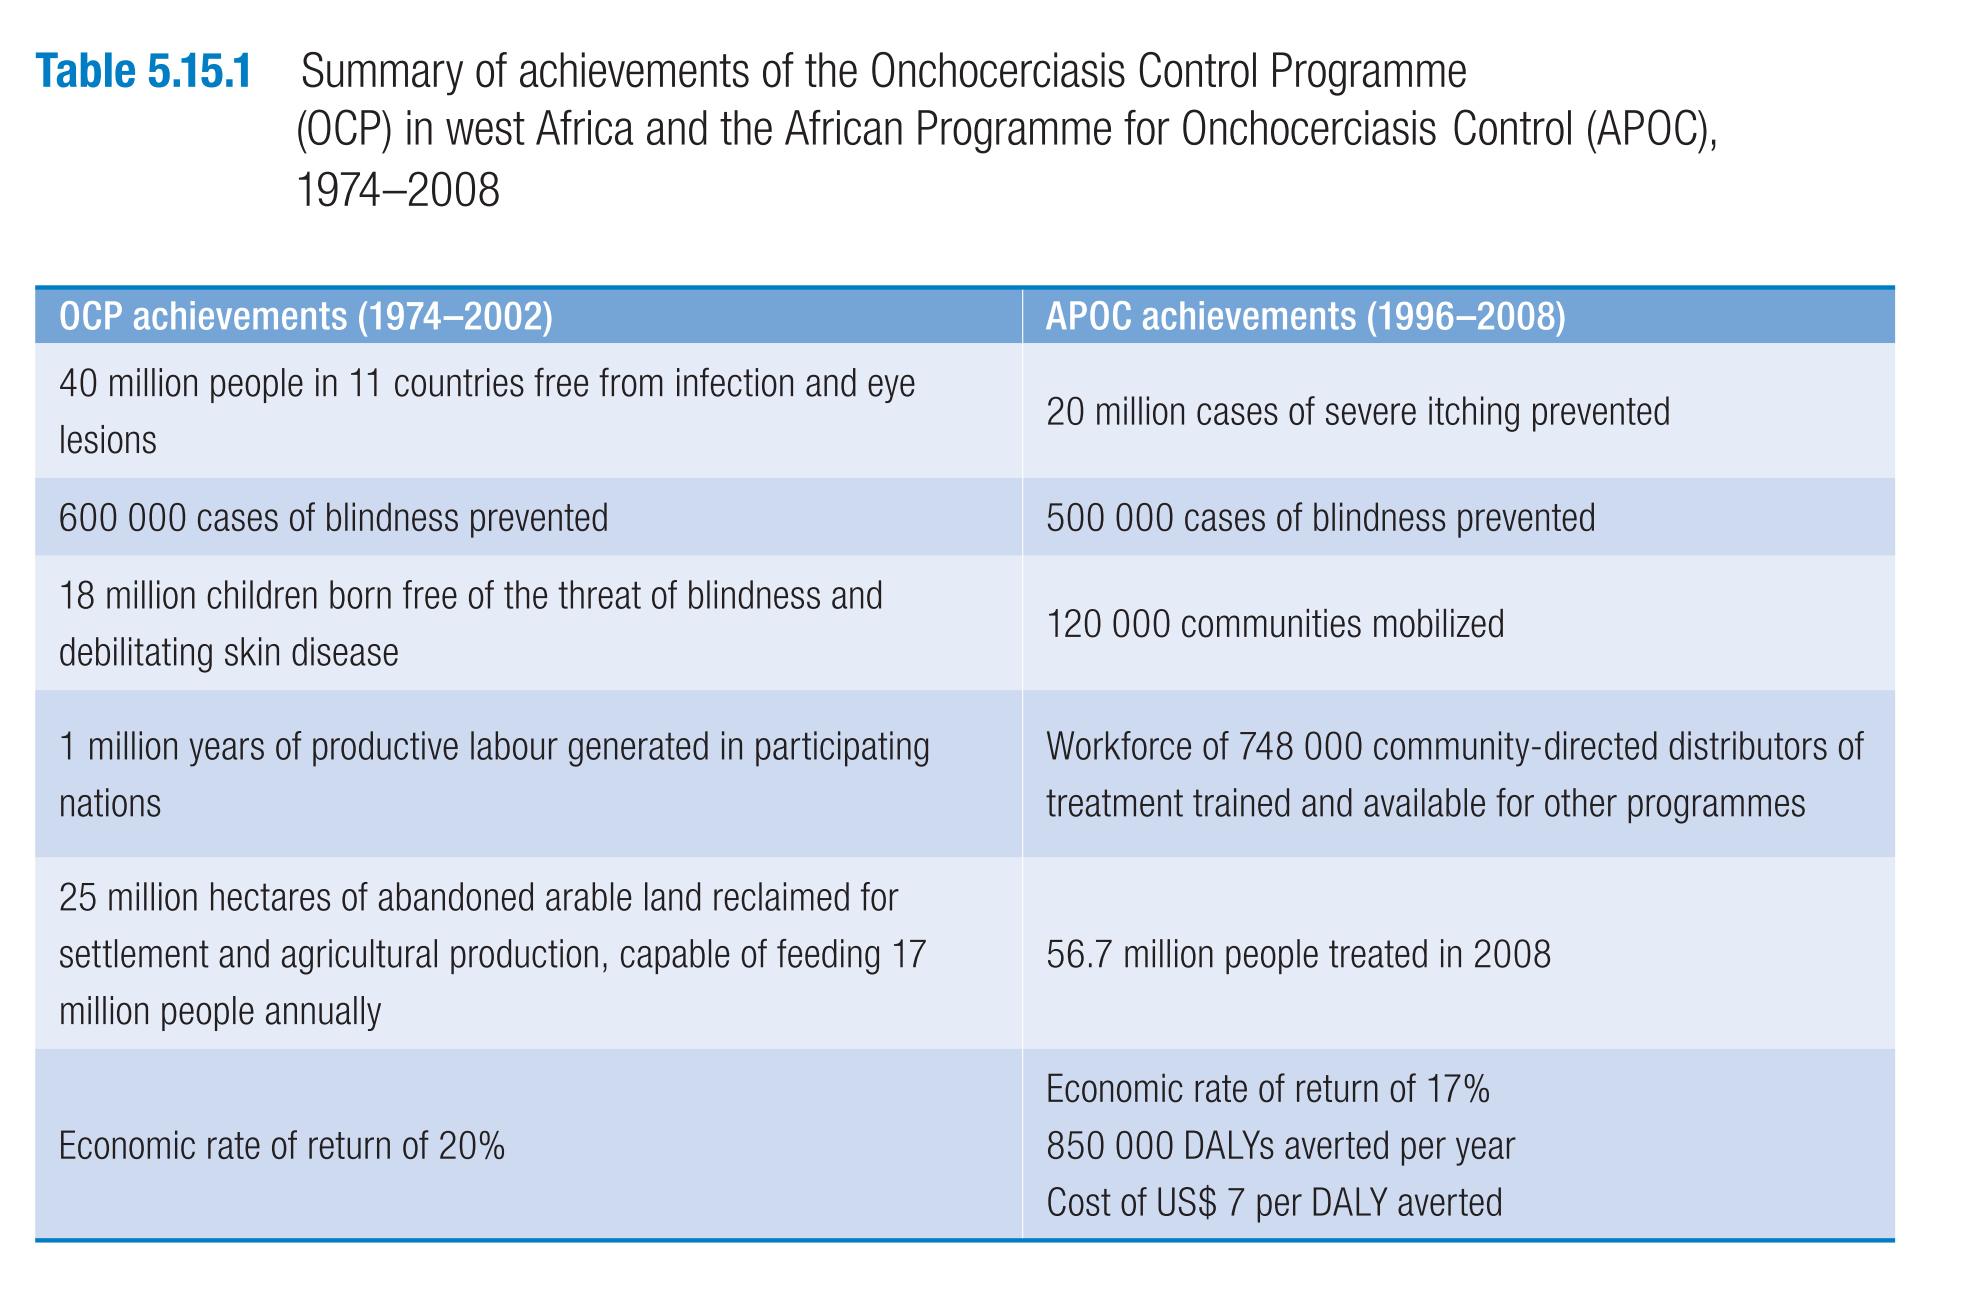 Table 5.15.1 Summary of achievements of the Onchocerciasis Control Programme
(OCP) in west Africa and the African Programme for Onchocerciasis Control (APOC),
1974–2008
OCP achievements (1974–2002)
APOC achievements (1996–2008)
40 million people in 11 countries free from infection and eye
lesions
20 million cases of severe itching prevented
600 000 cases of blindness prevented
500 000 cases of blindness prevented
18 million children born free of the threat of blindness and
debilitating skin disease
120 000 communities mobilized
1 million years of productive labour generated in participating
nations
Workforce of 748 000 community-directed distributors of
treatment trained and available for other programmes
25 million hectares of abandoned arable land reclaimed for
settlement and agricultural production, capable of feeding 17
million people annually
56.7 million people treated in 2008
Economic rate of return of 20%
Economic rate of return of 17%
850 000 DALYs averted per year
Cost of US$ 7 per DALY averted